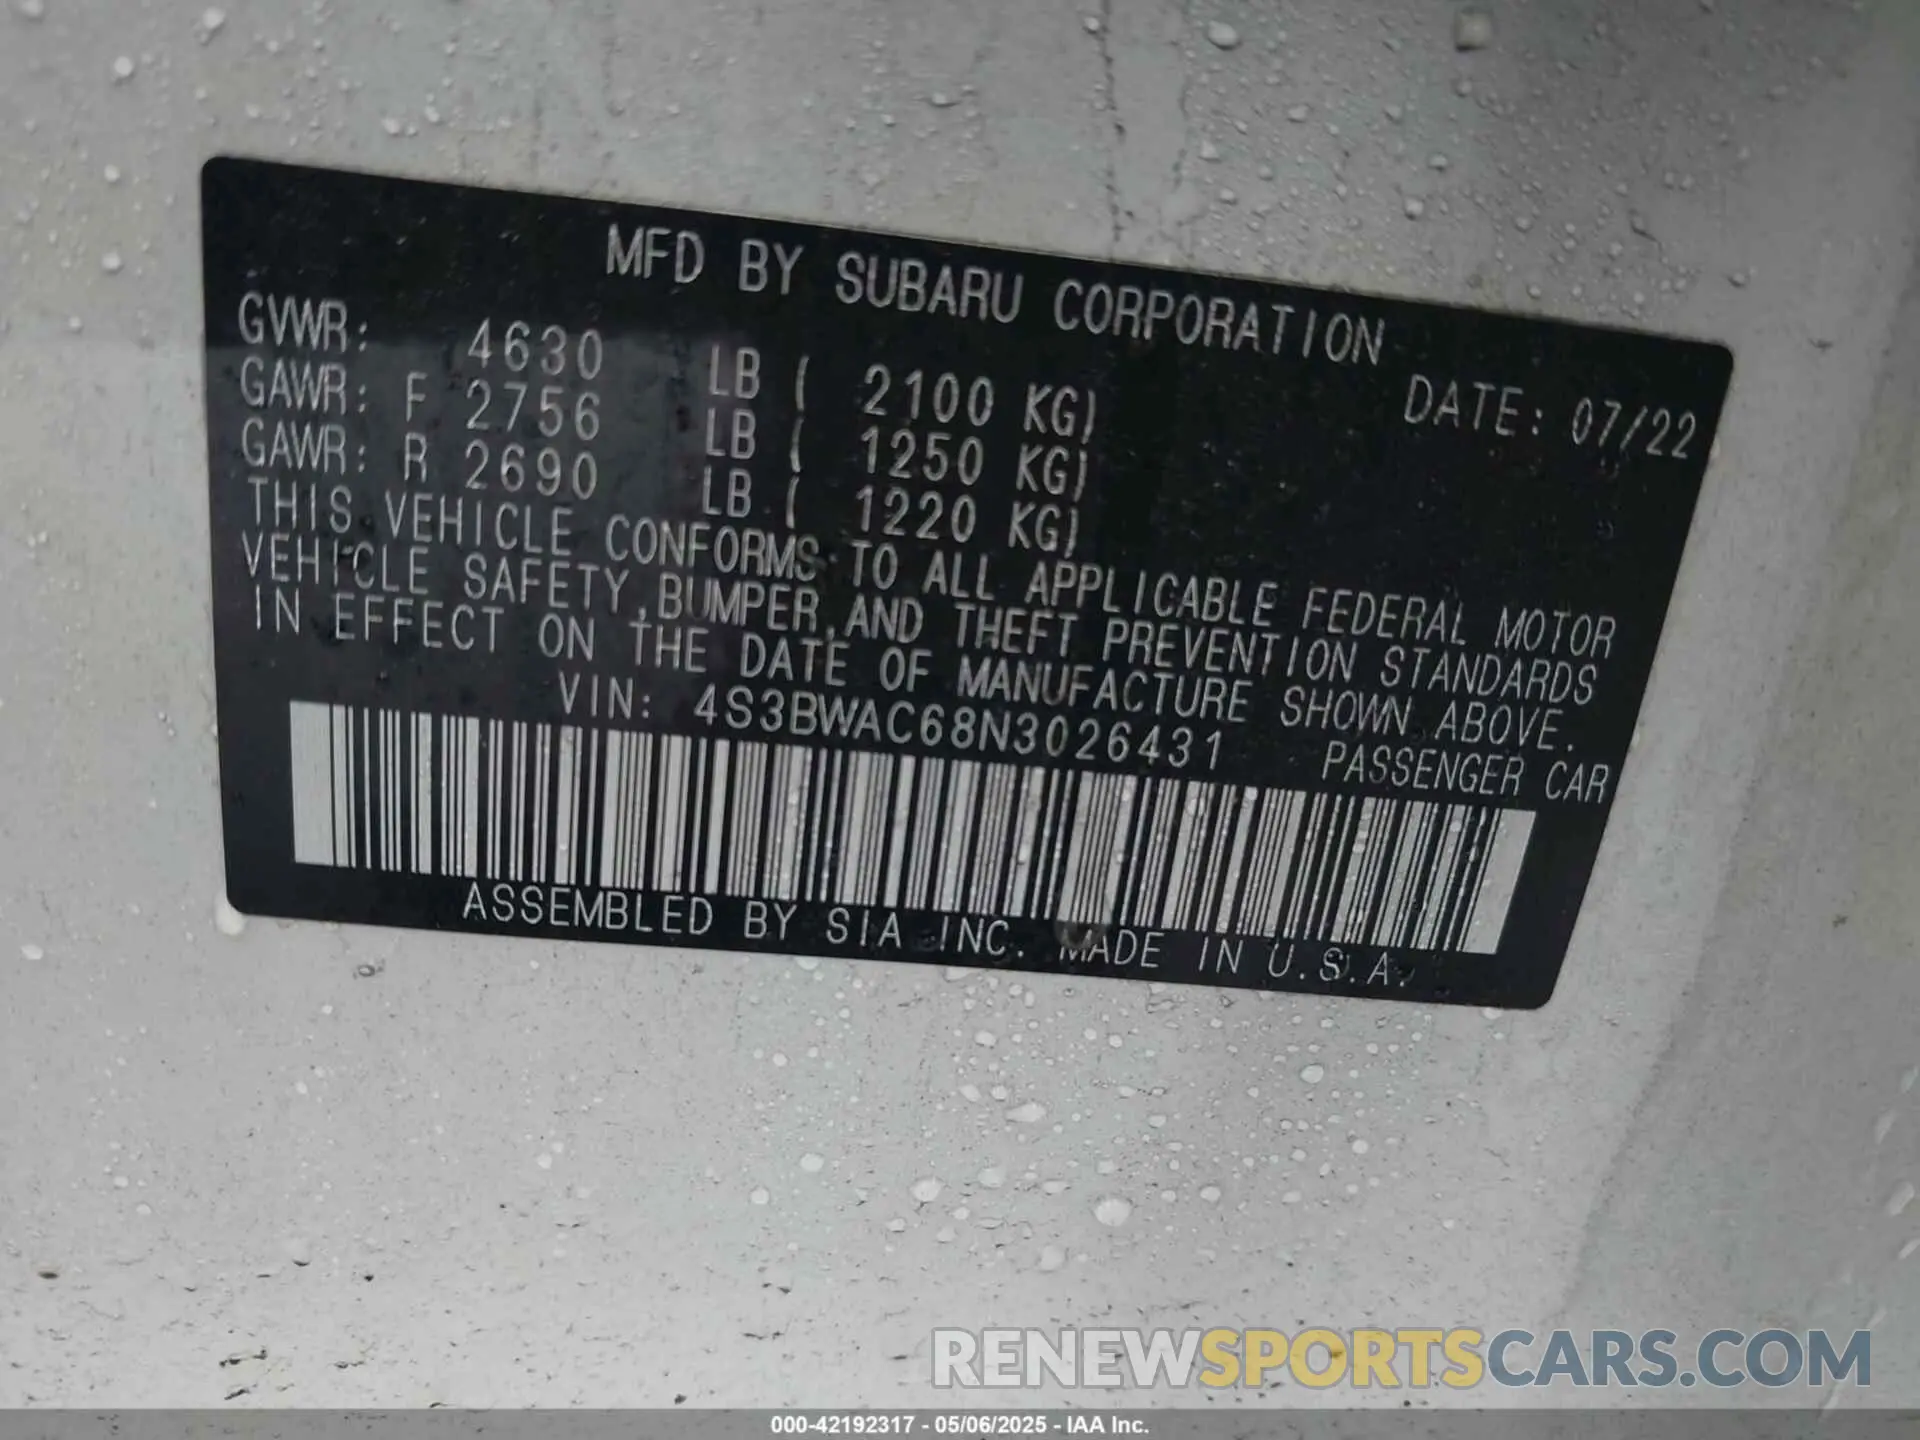 MFD BY SUBARU CORPORATION
GVWR: 4630 LB ( 2100 KG) DATE: 07/22
GAWR: F 2756 LB ( 1250 KG)
GAWR: R 2690 LB ( 1220 KG)
THIS VEHICLE CONFORMS TO ALL APPLICABLE FEDERAL MOTOR
VEHICLE SAFETY,BUMPER,AND THEFT PREVENTION STANDARDS
IN EFFECT ON THE DATE OF MANUFACTURE SHOWN ABOVE.
VIN: 4S3BWAC68N3026431 PASSENGER CAR
ASSEMBLED BY SIA INC. MADE IN U.S.A.
RENEWSPORTSCARS.COM
000-42192317 - 05/06/2025 - IAA Inc.